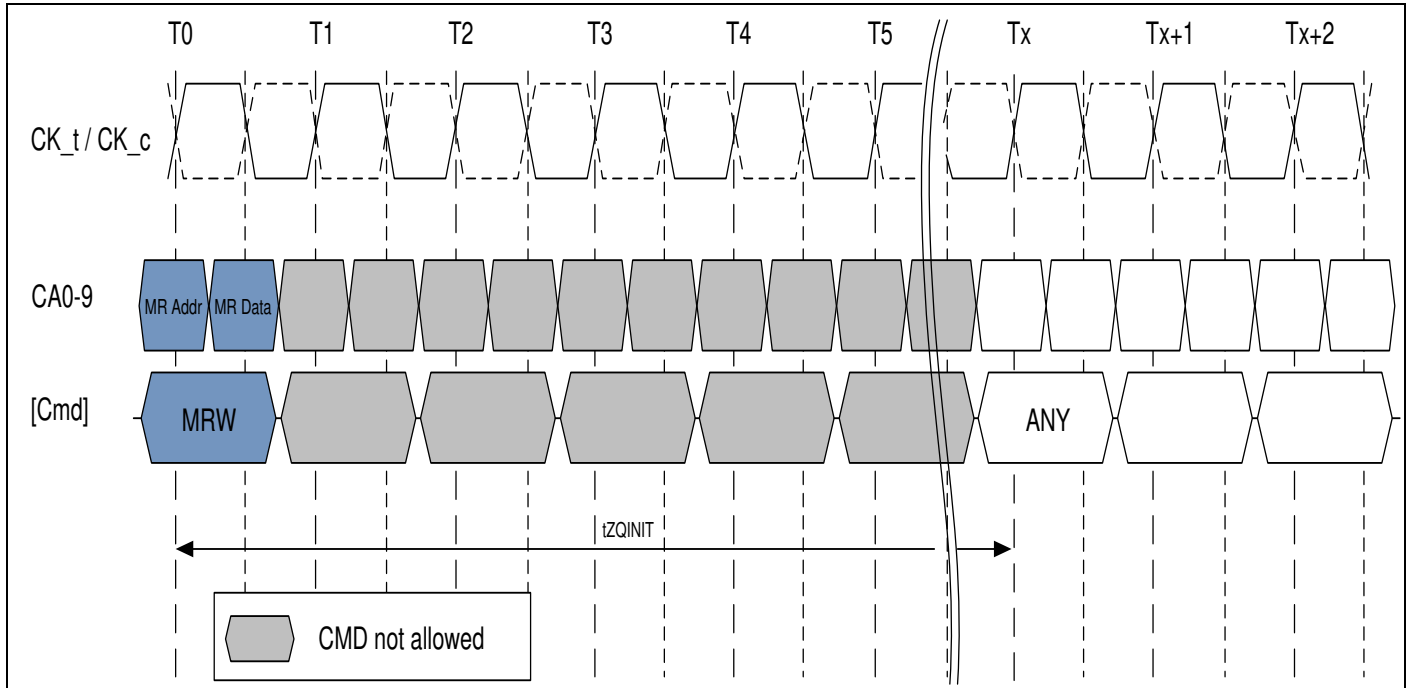 T0 T1 T2 T3 T4 T5 Tx Tx+1 Tx+2
CK_t / CK_c
CA0-9 MR Addr MR Data
[Cmd] MRW ANY
tZQINIT
CMD not allowed